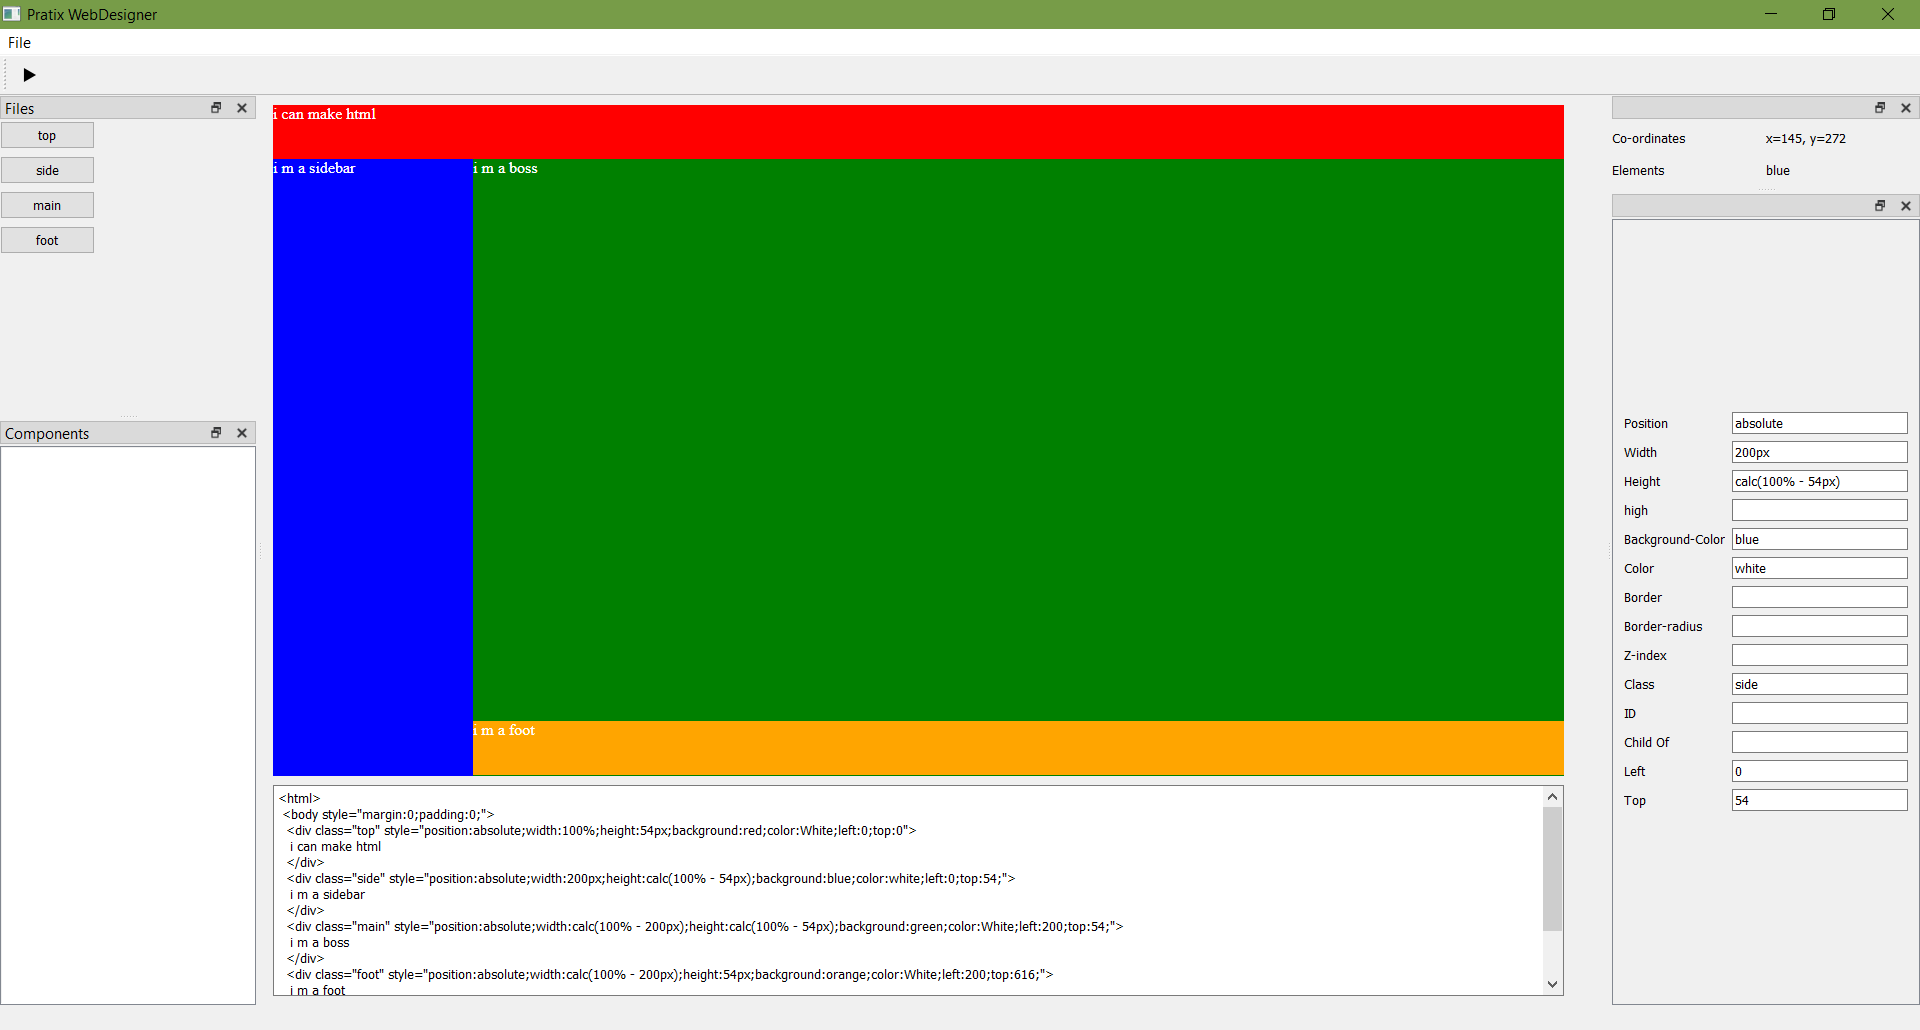 Pratix WebDesigner
File
Files
top
side
main
foot
Components
i can make html
i m a sidebar
i m a boss
i m a foot
<html>
<body style="margin:0;padding:0;">
<div class="top" style="position:absolute;width:100%;height:54px;background:red;color:White;left:0;top:0">
i can make html
</div>
<div class="side" style="position:absolute;width:200px;height:calc(100% - 54px);background:blue;color:white;left:0;top:54;">
i m a sidebar
</div>
<div class="main" style="position:absolute;width:calc(100% - 200px);height:calc(100% - 54px);background:green;color:White;left:200;top:54;">
i m a boss
</div>
<div class="foot" style="position:absolute;width:calc(100% - 200px);height:54px;background:orange;color:White;left:200;top:616;">
i m a foot
Co-ordinates x=145, y=272
Elements blue
Position absolute
Width 200px
Height calc(100% - 54px)
high
Background-Color blue
Color white
Border
Border-radius
Z-index
Class side
ID
Child Of
Left 0
Top 54